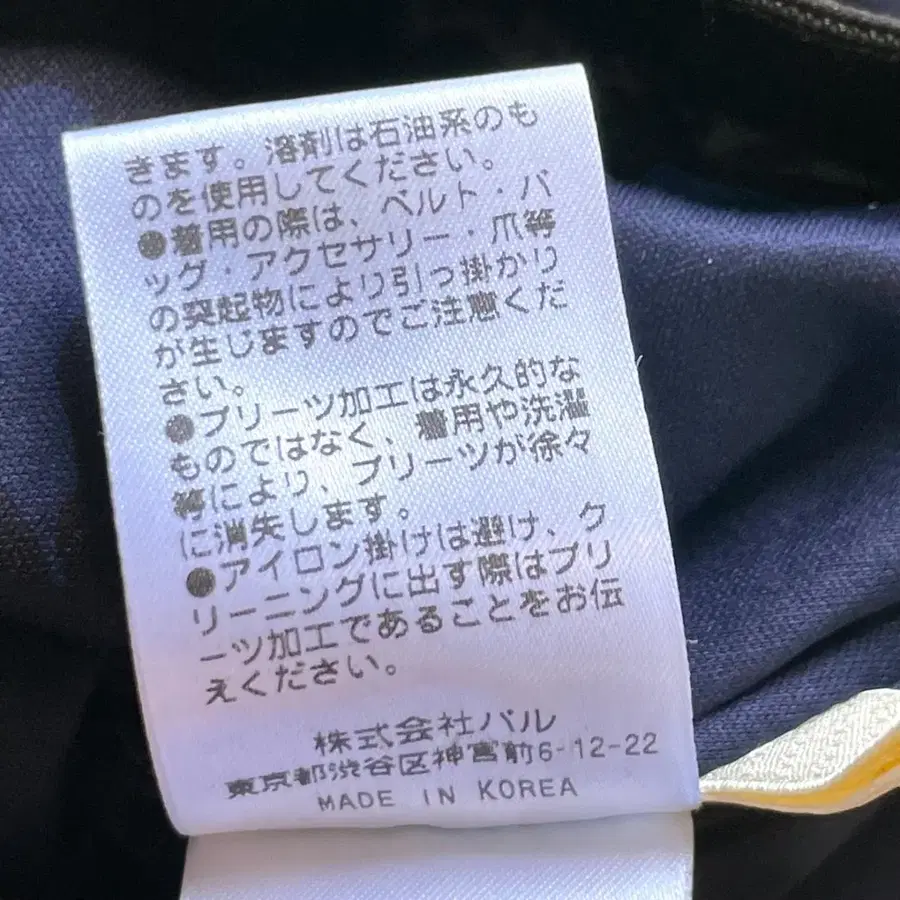 きます。溶剤は石油系のも
のを使用してください。
●着用の際は、ベルト・バ
ッグ・アクセサリー・爪等
の突起物により引っ掛かり
が生じますのでご注意くだ
さい。
●プリーツ加工は永久的な
ものではなく、着用や洗濯
等により、プリーツが徐々
に消失します。
●アイロン掛けは避け、ク
リーニングに出す際はプリ
ーツ加工であることをお伝
えください。
株式会社パル
東京都渋谷区神宮前6-12-22
MADE IN KOREA